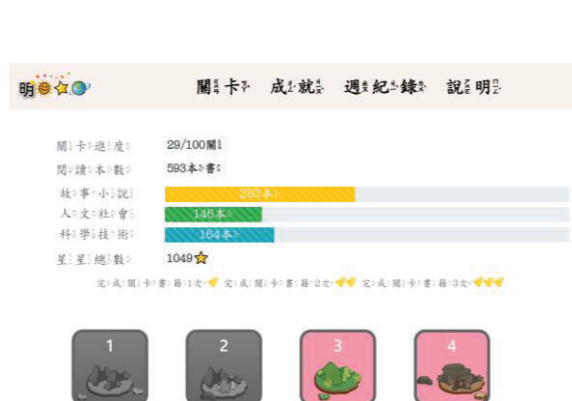 明
關卡 成就 週紀錄 說明
關卡進度 29/100關
閱讀本數 593本書
故事小說 283本
人文社會 146本
科學技術 164本
星星總數 1049
完成關卡書籍1次 完成關卡書籍2次 完成關卡書籍3次
1 2 3 4